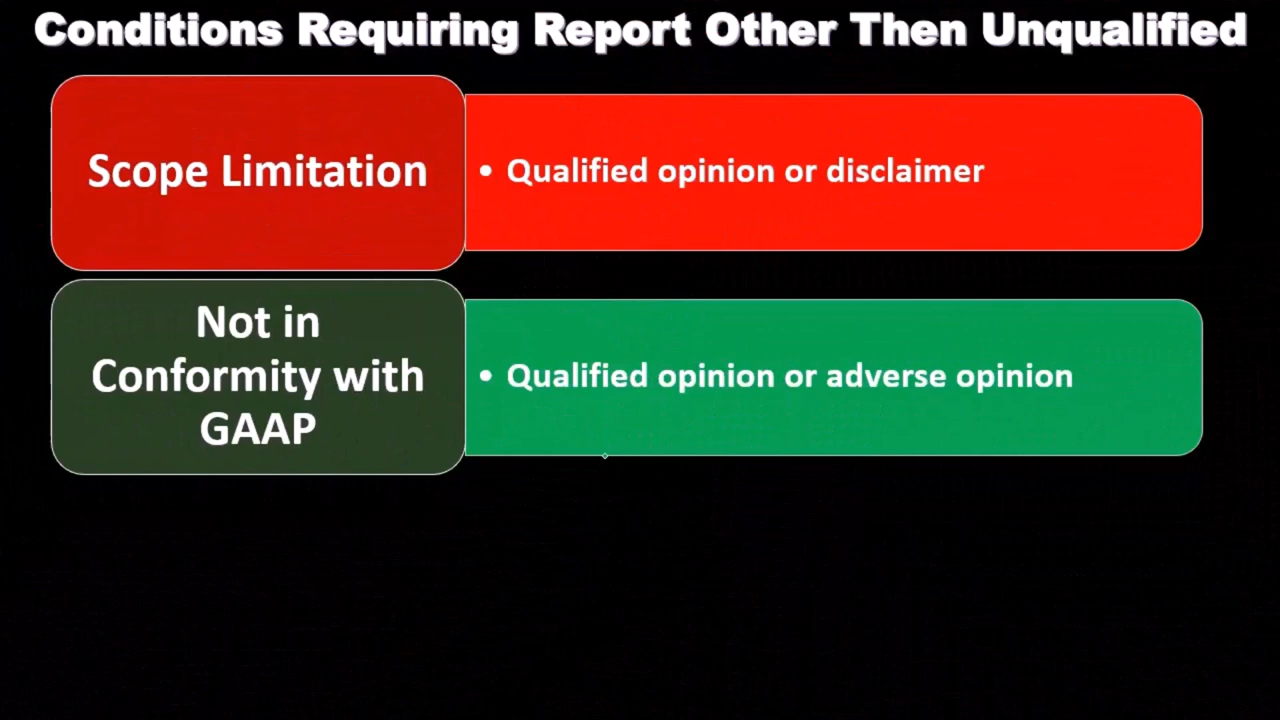 Conditions Requiring Report Other Then Unqualified
Scope Limitation
• Qualified opinion or disclaimer
Not in
Conformity with
GAAP
• Qualified opinion or adverse opinion